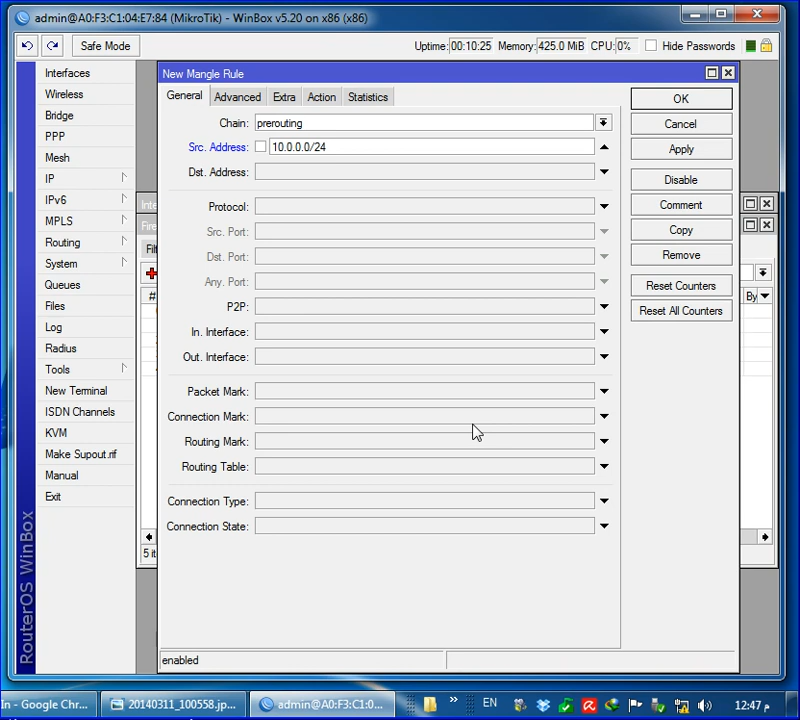 admin@A0:F3:C1:04:E7:84 (MikroTik) - WinBox v5.20 on x86 (x86)
Safe Mode
Uptime: 00:10:25 Memory: 425.0 MiB CPU: 0% Hide Passwords
Interfaces
Wireless
Bridge
PPP
Mesh
IP
IPv6
MPLS
Routing
System
Queues
Files
Log
Radius
Tools
New Terminal
ISDN Channels
KVM
Make Supout.rif
Manual
Exit
RouterOS WinBox
#
5
By
New Mangle Rule
General Advanced Extra Action Statistics
Chain: prerouting
Src. Address: 10.0.0.0/24
Dst. Address:
Protocol:
Src. Port:
Dst. Port:
Any. Port:
P2P:
In. Interface:
Out. Interface:
Packet Mark:
Connection Mark:
Routing Mark:
Routing Table:
Connection Type:
Connection State:
OK
Cancel
Apply
Disable
Comment
Copy
Remove
Reset Counters
Reset All Counters
enabled
In - Google Chr...
20140311_100558.jp...
admin@A0:F3:C1:0...
EN
12:47 م